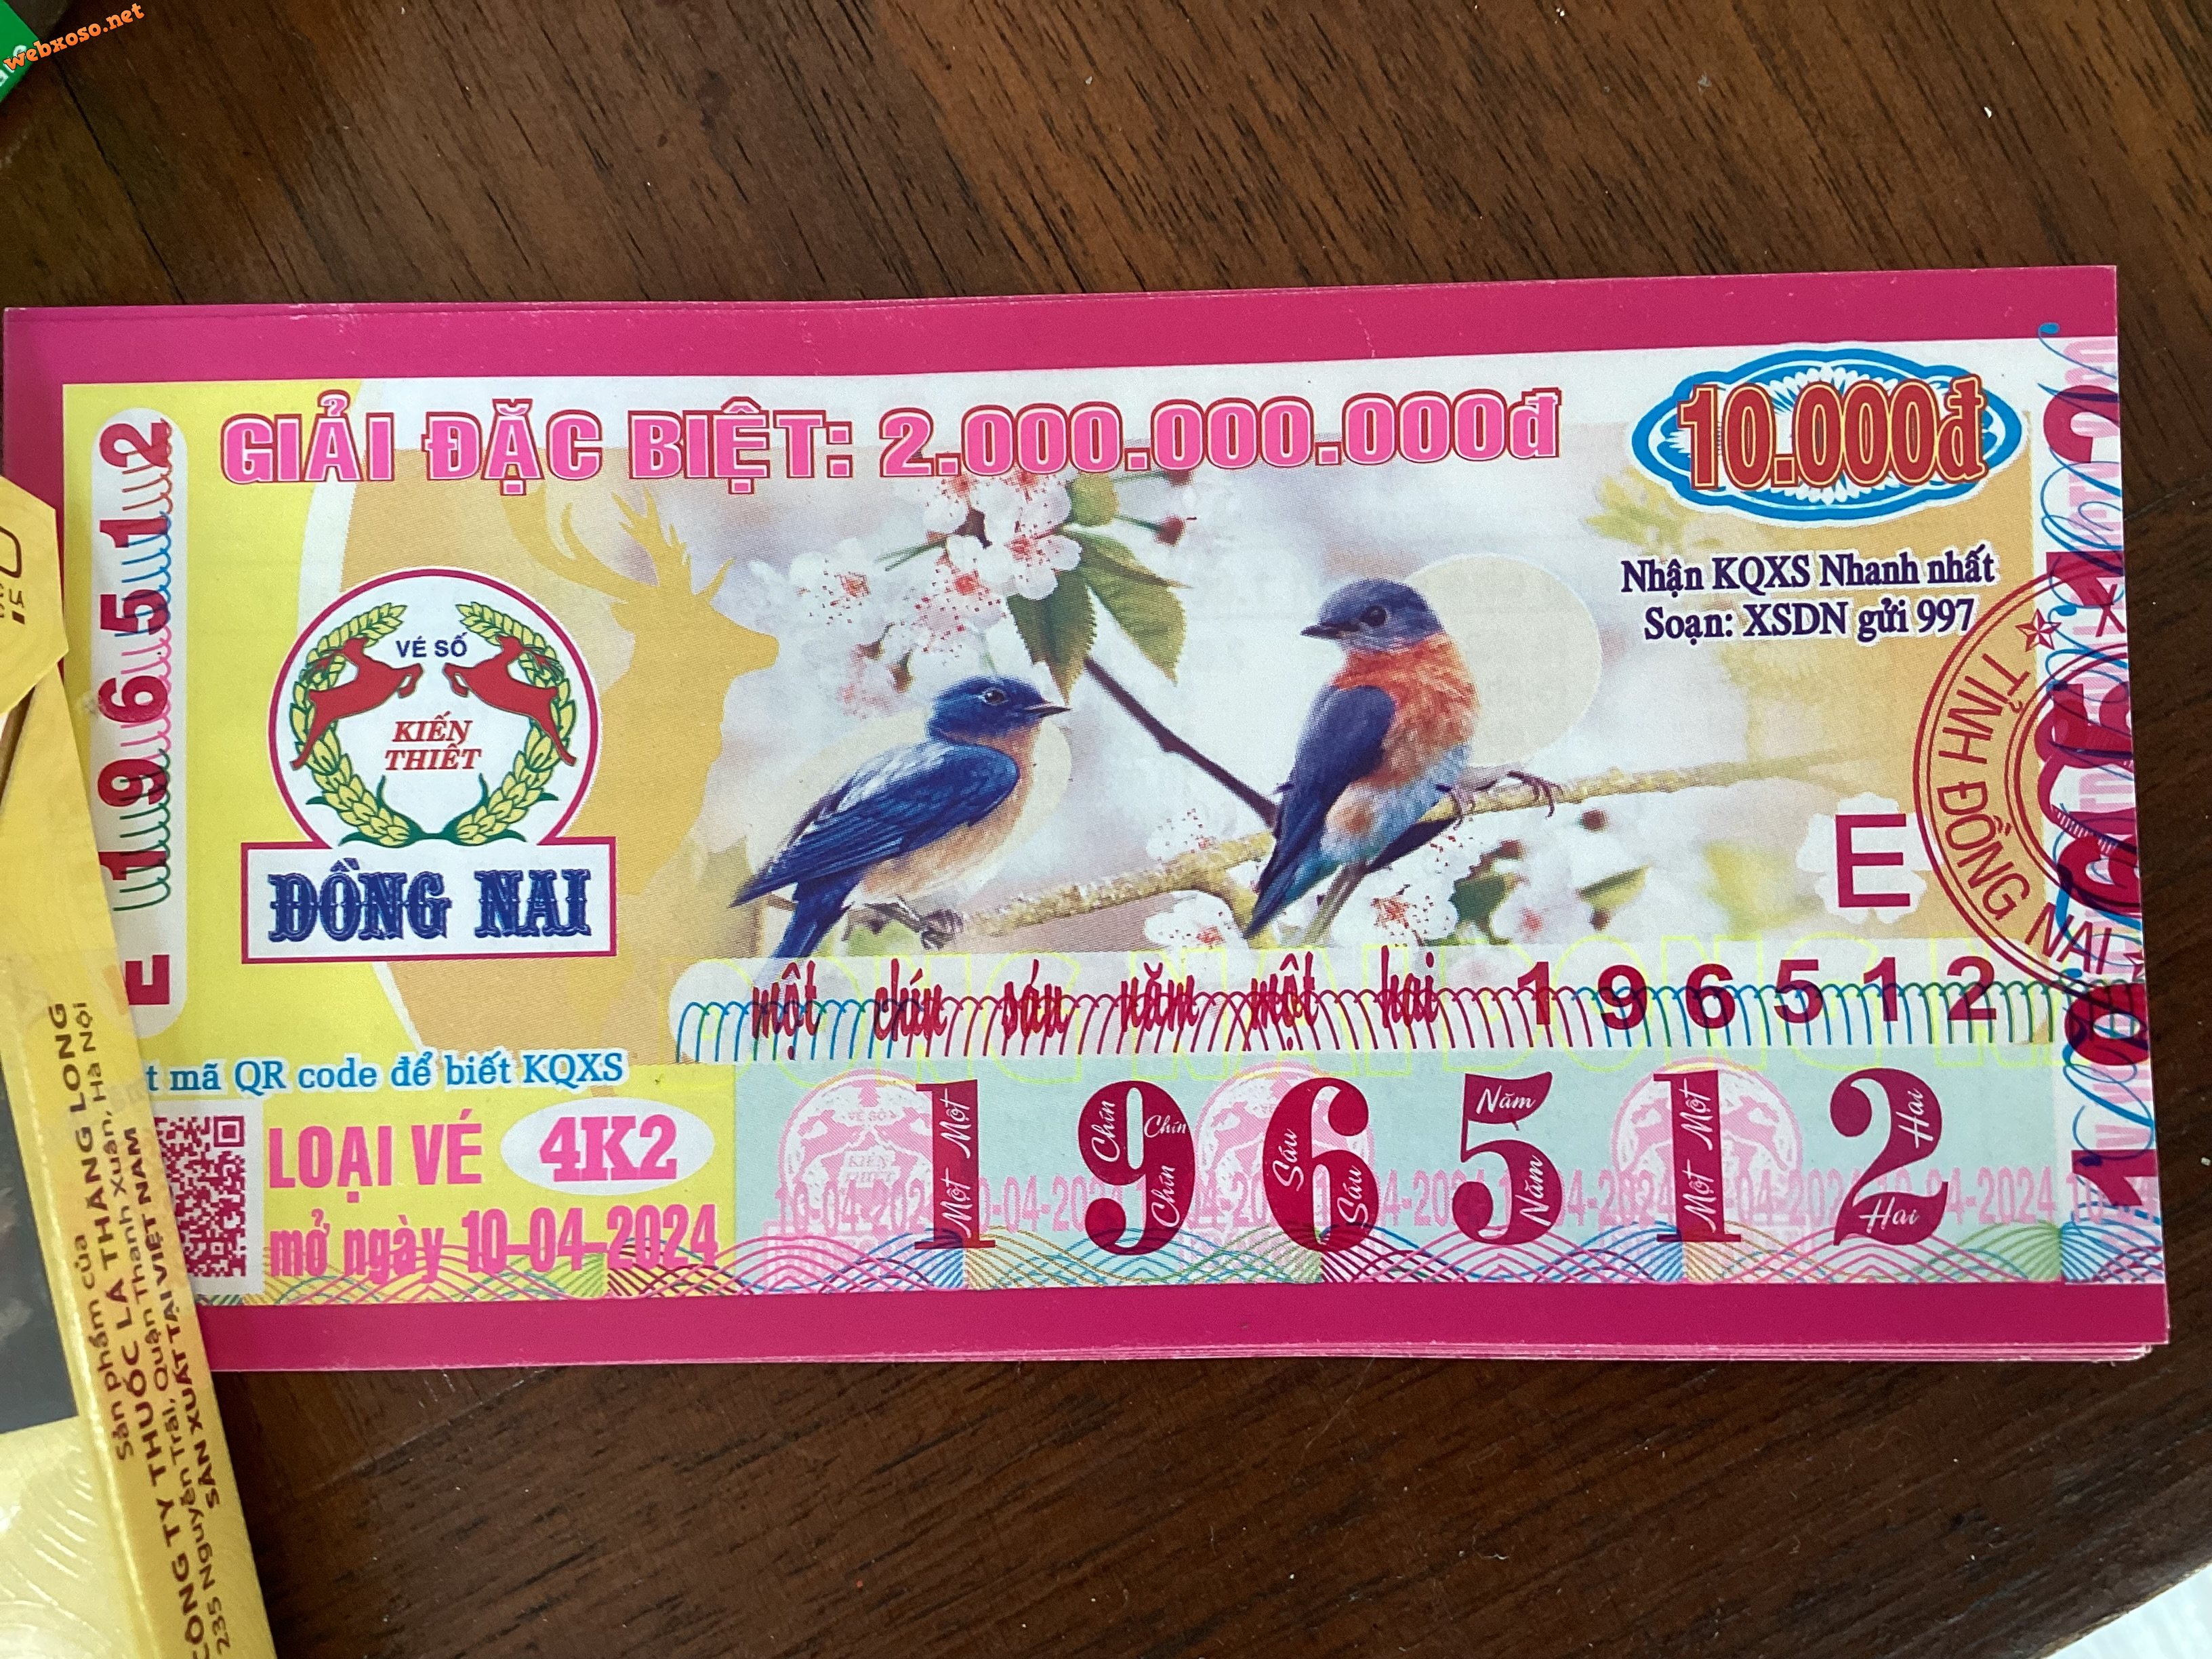 webxoso.net
GIẢI ĐẶC BIỆT: 2.000.000.000đ
10.000đ
Nhận KQXS Nhanh nhất
Soạn: XSDN gửi 997
VÉ SỐ
KIẾN
THIẾT
ĐỒNG NAI
E 196512
E
TỈNH ĐỒNG NAI
một chín sáu năm một hai 196512
t mã QR code để biết KQXS
LOẠI VÉ 4K2
mở ngày 10-04-2024
196512
Một Một Chín Chín Chín Sáu Sáu Năm Năm Một Một Hai Hai
Sản phẩm của
CÔNG TY THUỐC LÁ THĂNG LONG
235 Nguyễn Trãi, Quận Thanh Xuân, Hà Nội
SẢN XUẤT TẠI VIỆT NAM